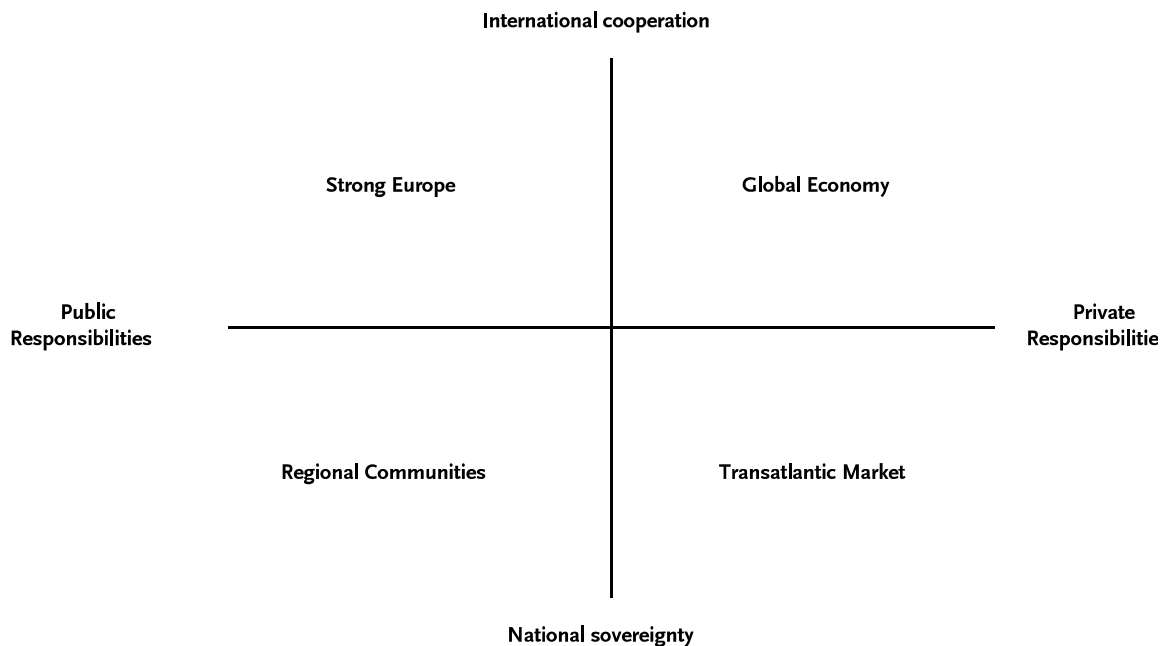 International cooperation
Strong Europe
Global Economy
Public
Responsibilities
Private
Responsibilitie
Regional Communities
Transatlantic Market
National sovereignty